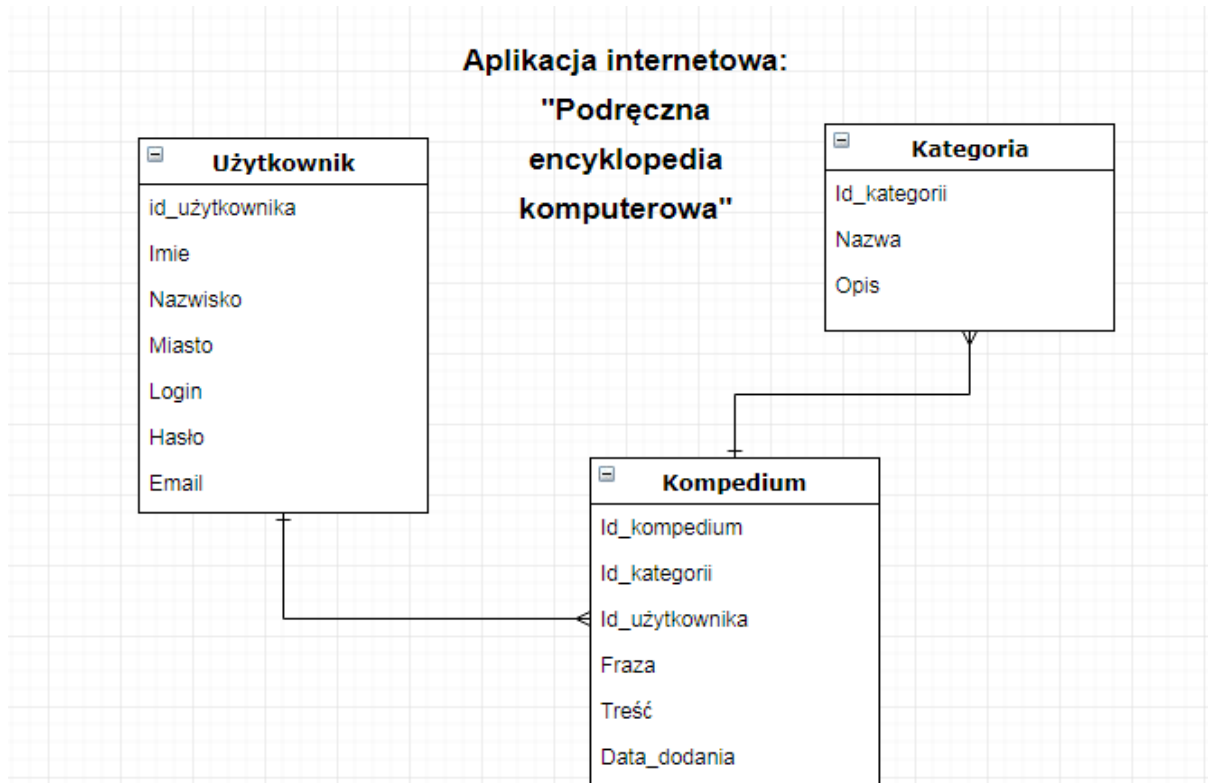 Aplikacja internetowa:
"Podręczna
encyklopedia
komputerowa"
Użytkownik
id_użytkownika
Imie
Nazwisko
Miasto
Login
Hasło
Email
Kategoria
Id_kategorii
Nazwa
Opis
Kompedium
Id_kompedium
Id_kategorii
Id_użytkownika
Fraza
Treść
Data_dodania